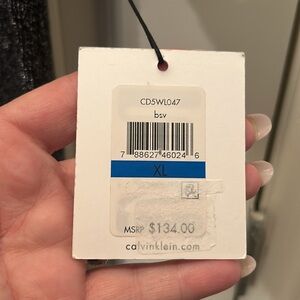 CD5WL047
bsv
7 88627 46024 6
XL
MSRP $134.00
calvinklein.com